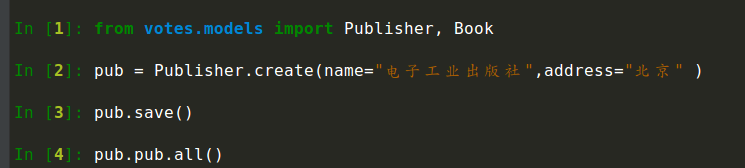 In [1]: from votes.models import Publisher, Book
In [2]: pub = Publisher.create(name="电子工业出版社",address="北京" )
In [3]: pub.save()
In [4]: pub.pub.all()